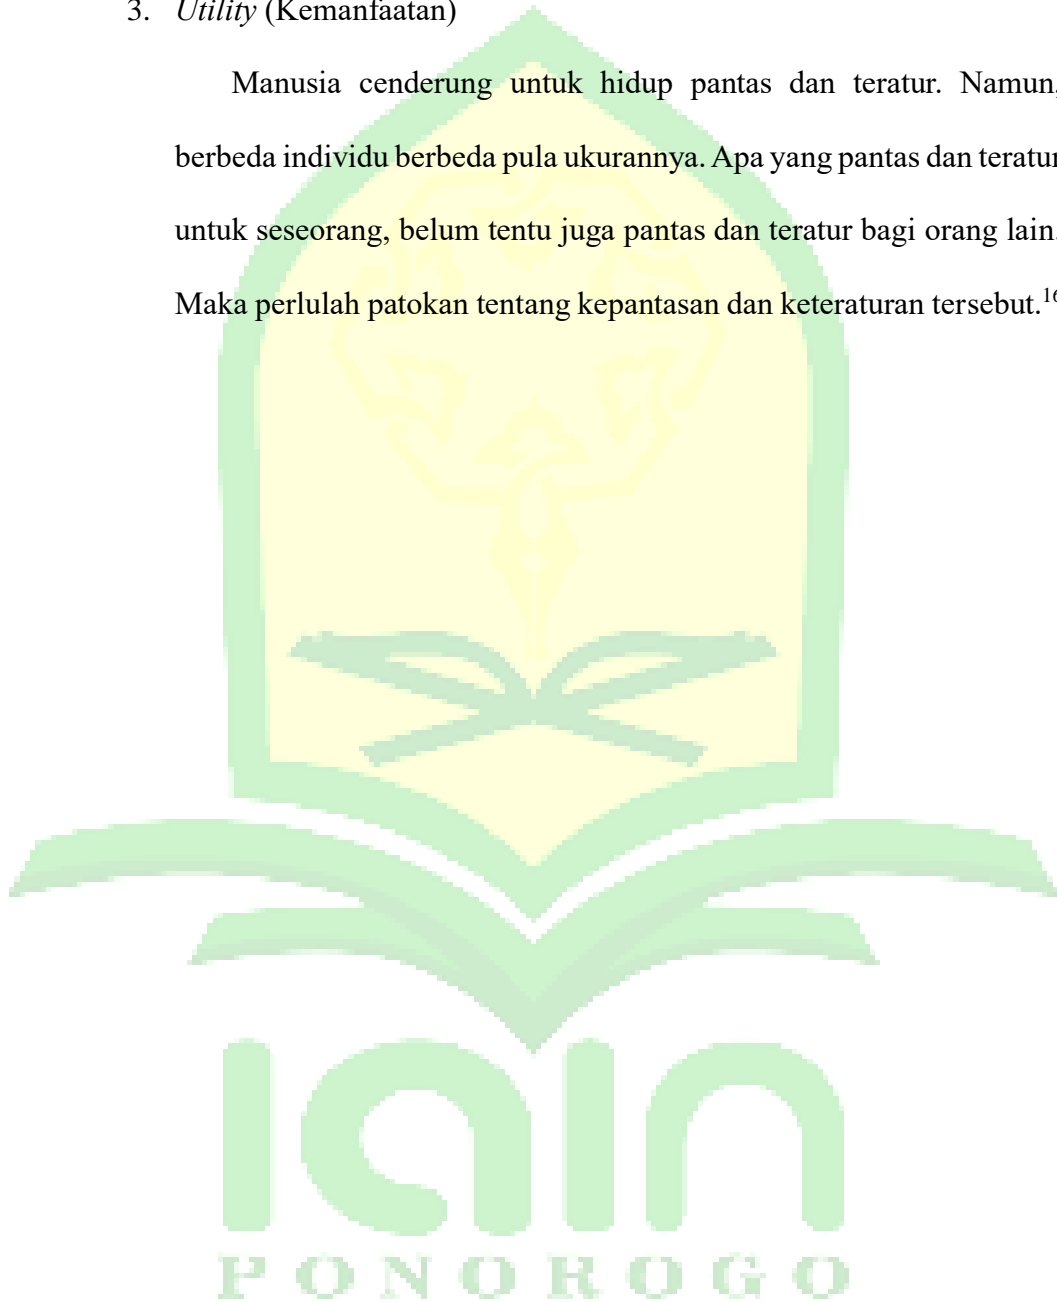 3. Utility (Kemanfaatan)
Manusia cenderung untuk hidup pantas dan teratur. Namun,
berbeda individu berbeda pula ukurannya. Apa yang pantas dan teratur
untuk seseorang, belum tentu juga pantas dan teratur bagi orang lain.
Maka perlulah patokan tentang kepantasan dan keteraturan tersebut.16
iain
PONOROGO